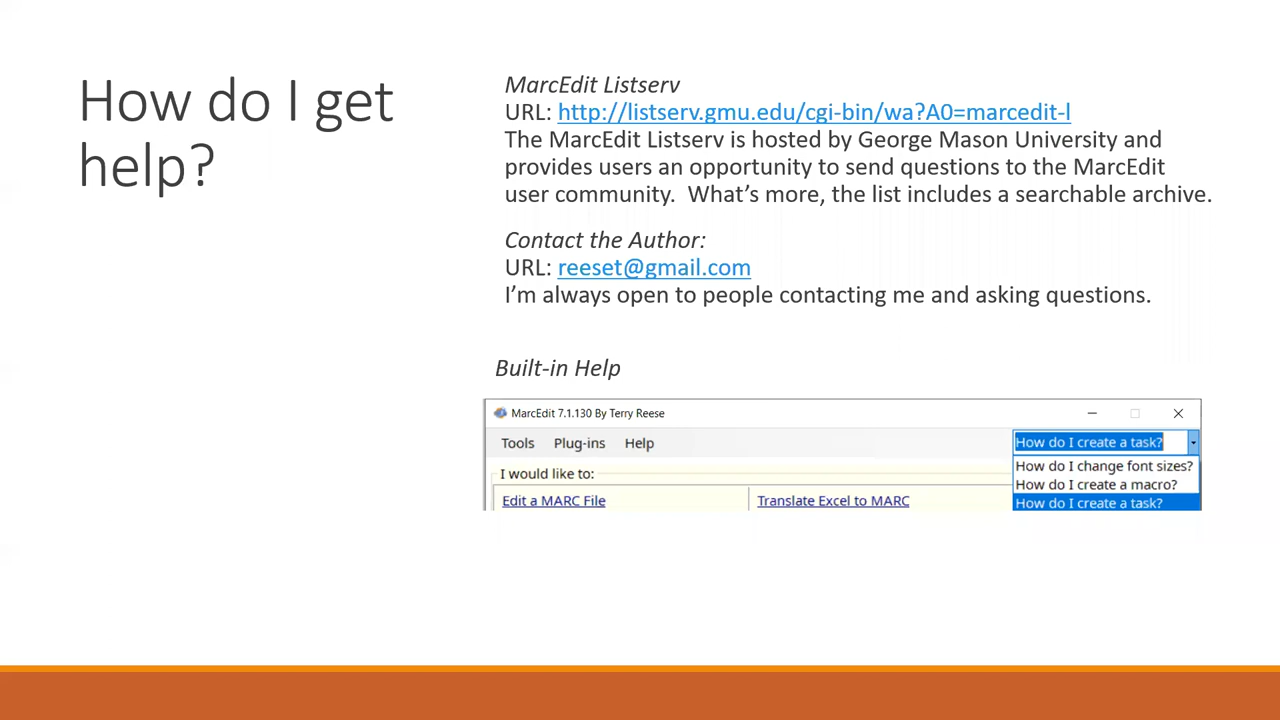 How do I get
help?
MarcEdit Listserv
URL: http://listserv.gmu.edu/cgi-bin/wa?A0=marcedit-l
The MarcEdit Listserv is hosted by George Mason University and
provides users an opportunity to send questions to the MarcEdit
user community.  What’s more, the list includes a searchable archive.
Contact the Author:
URL: reeset@gmail.com
I’m always open to people contacting me and asking questions.
Built-in Help
MarcEdit 7.1.130 By Terry Reese
Tools Plug-ins Help How do I create a task?
How do I change font sizes?
I would like to:
How do I create a macro?
Edit a MARC File Translate Excel to MARC How do I create a task?